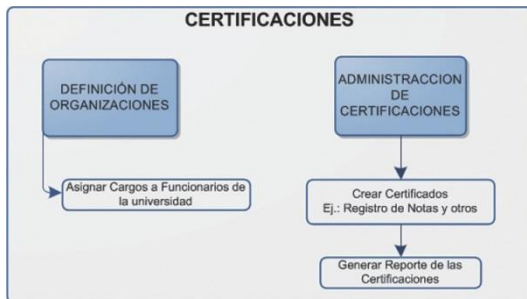 CERTIFICACIONES
DEFINICIÓN DE
ORGANIZACIONES
Asignar Cargos a Funcionarios de
la universidad
ADMINISTRACCION
DE
CERTIFICACIONES
Crear Certificados
Ej.: Registro de Notas y otros
Generar Reporte de las
Certificaciones